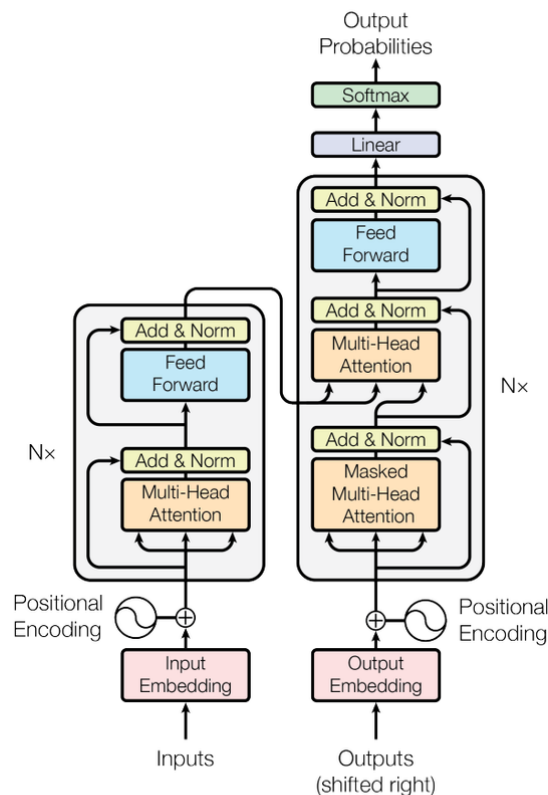 Output
Probabilities
Softmax
Linear
Add & Norm
Feed
Forward
Add & Norm
Multi-Head
Attention
N×
Add & Norm
Masked
Multi-Head
Attention
Add & Norm
Feed
Forward
N×
Add & Norm
Multi-Head
Attention
Positional
Encoding
Positional
Encoding
Input
Embedding
Output
Embedding
Inputs
Outputs
(shifted right)